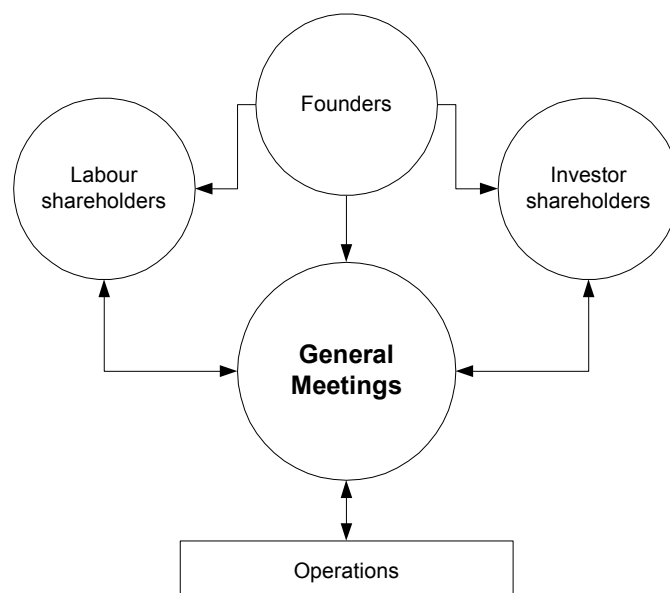 Founders
Labour
shareholders
Investor
shareholders
General
Meetings
Operations